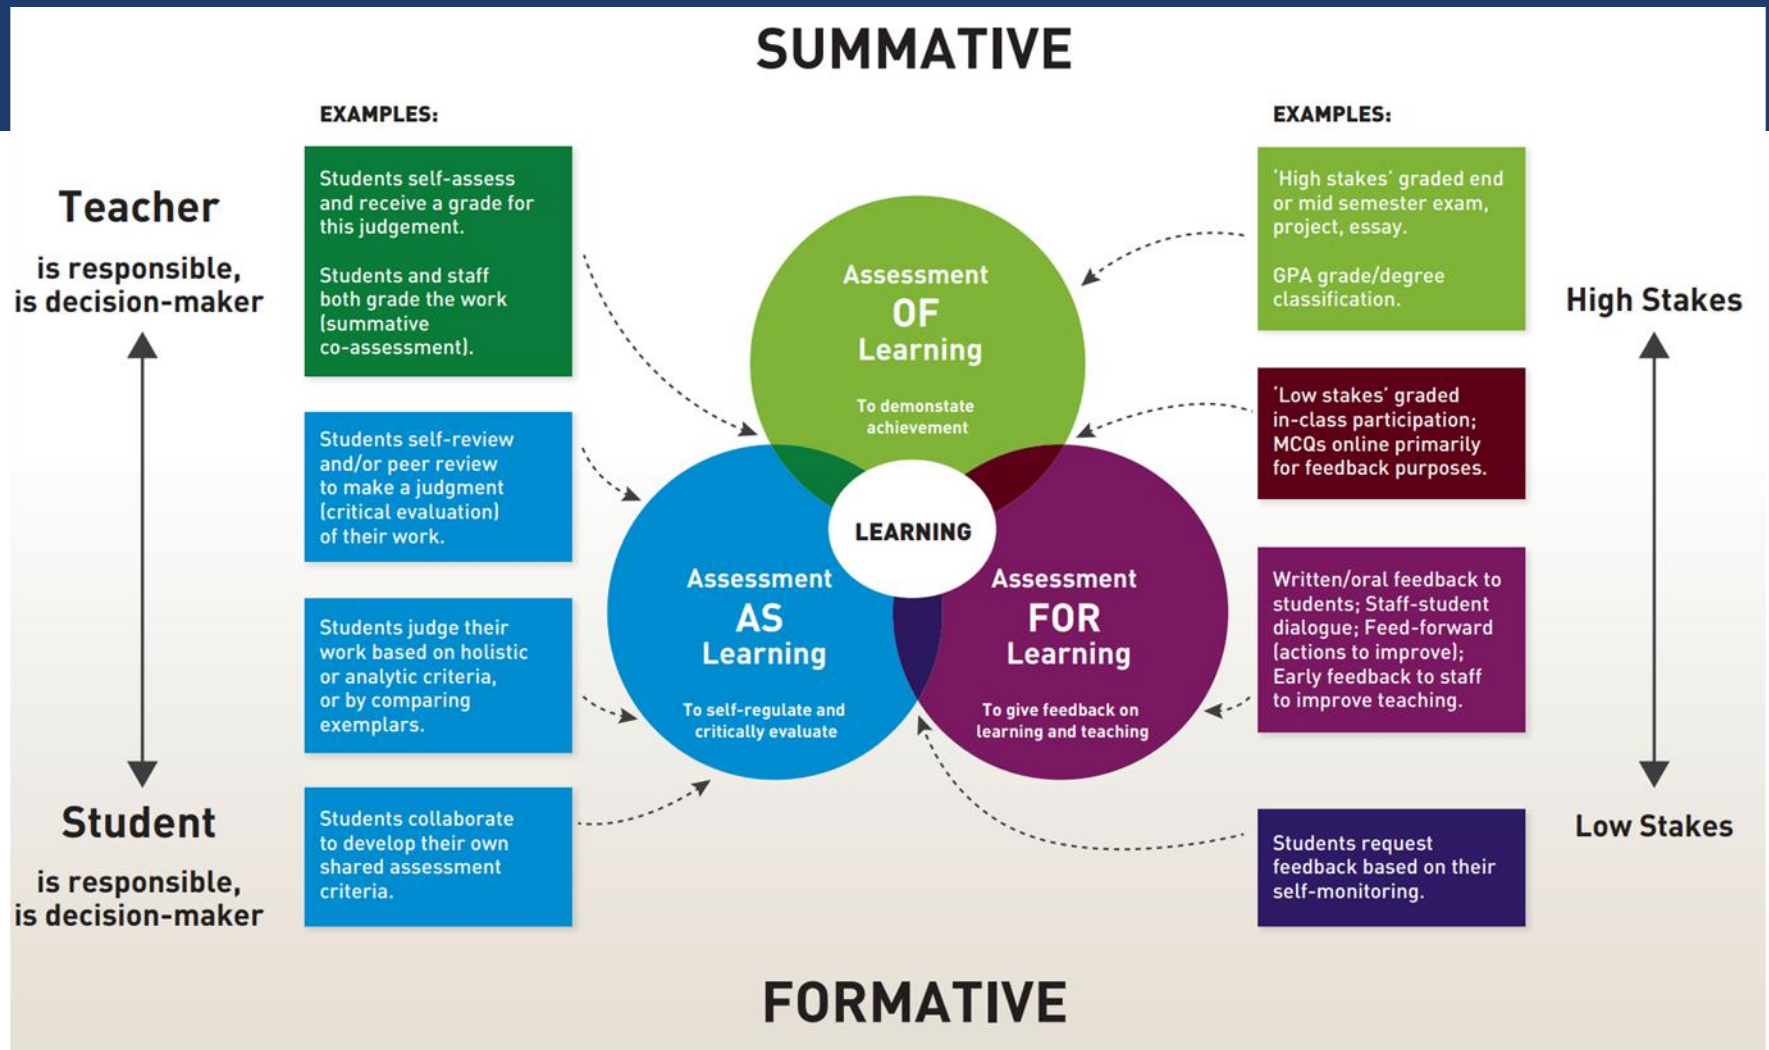 SUMMATIVE
EXAMPLES:
Students self-assess
and receive a grade for
this judgement.
Students and staff
both grade the work
(summative
co-assessment).
Students self-review
and/or peer review
to make a judgment
(critical evaluation)
of their work.
Students judge their
work based on holistic
or analytic criteria,
or by comparing
exemplars.
Students collaborate
to develop their own
shared assessment
criteria.
Teacher
is responsible,
is decision-maker
Student
is responsible,
is decision-maker
Assessment
OF
Learning
To demonstate
achievement
LEARNING
Assessment
AS
Learning
To self-regulate and
critically evaluate
Assessment
FOR
Learning
To give feedback on
learning and teaching
EXAMPLES:
'High stakes' graded end
or mid semester exam,
project, essay.
GPA grade/degree
classification.
'Low stakes' graded
in-class participation;
MCQs online primarily
for feedback purposes.
Written/oral feedback to
students; Staff-student
dialogue; Feed-forward
(actions to improve);
Early feedback to staff
to improve teaching.
Students request
feedback based on their
self-monitoring.
High Stakes
Low Stakes
FORMATIVE